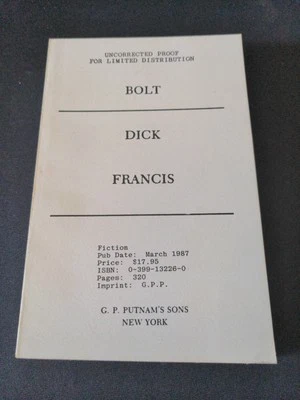 UNCORRECTED PROOF
FOR LIMITED DISTRIBUTION
BOLT
DICK
FRANCIS
Fiction
Pub Date: March 1987
Price: $17.95
ISBN: 0-399-13226-0
Pages: 320
Imprint: G.P.P.
G. P. PUTNAM'S SONS
NEW YORK